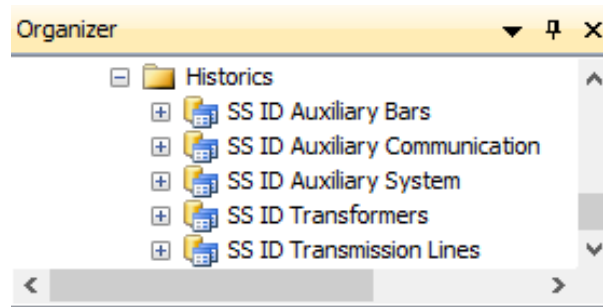 Organizer
Historics
SS ID Auxiliary Bars
SS ID Auxiliary Communication
SS ID Auxiliary System
SS ID Transformers
SS ID Transmission Lines